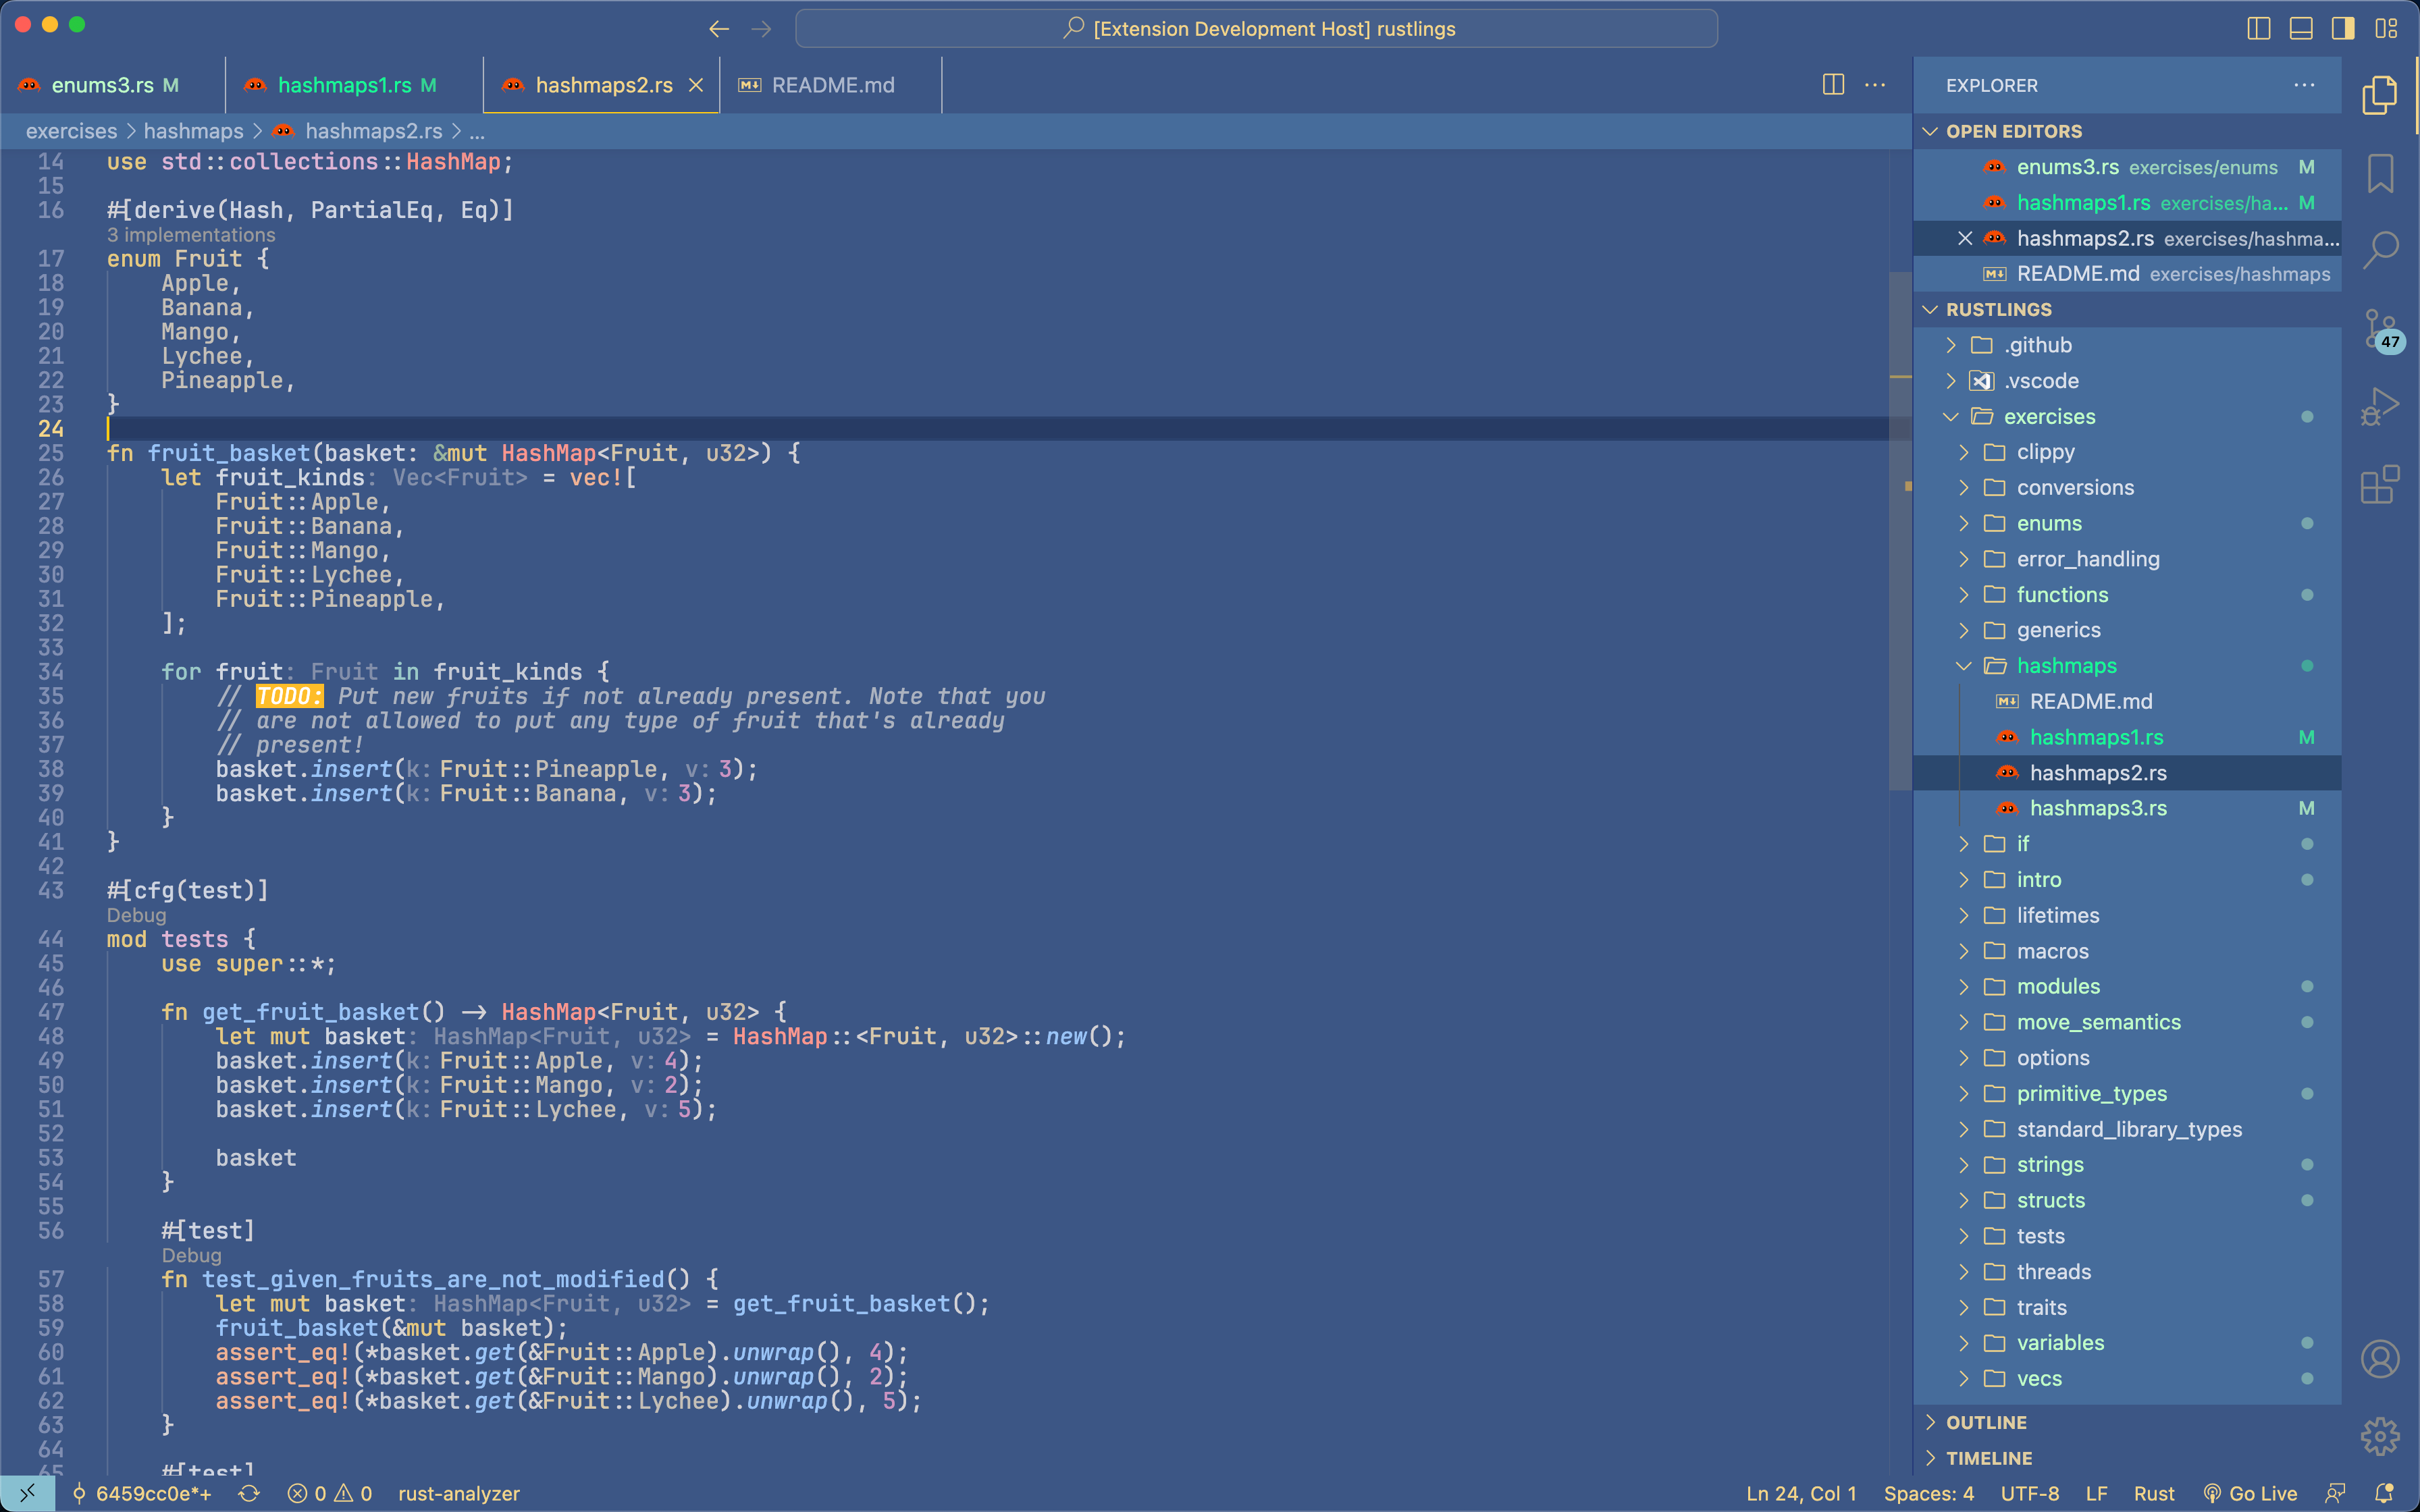 [Extension Development Host] rustlings
enums3.rs M
hashmaps1.rs M
hashmaps2.rs
README.md
exercises > hashmaps > hashmaps2.rs > ...
14 use std::collections::HashMap;
15
16 #[derive(Hash, PartialEq, Eq)]
3 implementations
17 enum Fruit {
18 Apple,
19 Banana,
20 Mango,
21 Lychee,
22 Pineapple,
23 }
24
25 fn fruit_basket(basket: &mut HashMap<Fruit, u32>) {
26 let fruit_kinds: Vec<Fruit> = vec![
27 Fruit::Apple,
28 Fruit::Banana,
29 Fruit::Mango,
30 Fruit::Lychee,
31 Fruit::Pineapple,
32 ];
33
34 for fruit: Fruit in fruit_kinds {
35 // TODO: Put new fruits if not already present. Note that you
36 // are not allowed to put any type of fruit that's already
37 // present!
38 basket.insert(k: Fruit::Pineapple, v: 3);
39 basket.insert(k: Fruit::Banana, v: 3);
40 }
41 }
42
43 #[cfg(test)]
Debug
44 mod tests {
45 use super::*;
46
47 fn get_fruit_basket() -> HashMap<Fruit, u32> {
48 let mut basket: HashMap<Fruit, u32> = HashMap::<Fruit, u32>::new();
49 basket.insert(k: Fruit::Apple, v: 4);
50 basket.insert(k: Fruit::Mango, v: 2);
51 basket.insert(k: Fruit::Lychee, v: 5);
52
53 basket
54 }
55
56 #[test]
Debug
57 fn test_given_fruits_are_not_modified() {
58 let mut basket: HashMap<Fruit, u32> = get_fruit_basket();
59 fruit_basket(&mut basket);
60 assert_eq!(*basket.get(&Fruit::Apple).unwrap(), 4);
61 assert_eq!(*basket.get(&Fruit::Mango).unwrap(), 2);
62 assert_eq!(*basket.get(&Fruit::Lychee).unwrap(), 5);
63 }
64
65 #[test]
EXPLORER
OPEN EDITORS
enums3.rs exercises/enums M
hashmaps1.rs exercises/ha... M
hashmaps2.rs exercises/hashma...
README.md exercises/hashmaps
RUSTLINGS
.github
.vscode
exercises
clippy
conversions
enums
error_handling
functions
generics
hashmaps
README.md
hashmaps1.rs M
hashmaps2.rs
hashmaps3.rs M
if
intro
lifetimes
macros
modules
move_semantics
options
primitive_types
standard_library_types
strings
structs
tests
threads
traits
variables
vecs
OUTLINE
TIMELINE
47
6459cc0e*+
0 0
rust-analyzer
Ln 24, Col 1
Spaces: 4
UTF-8
LF
Rust
Go Live